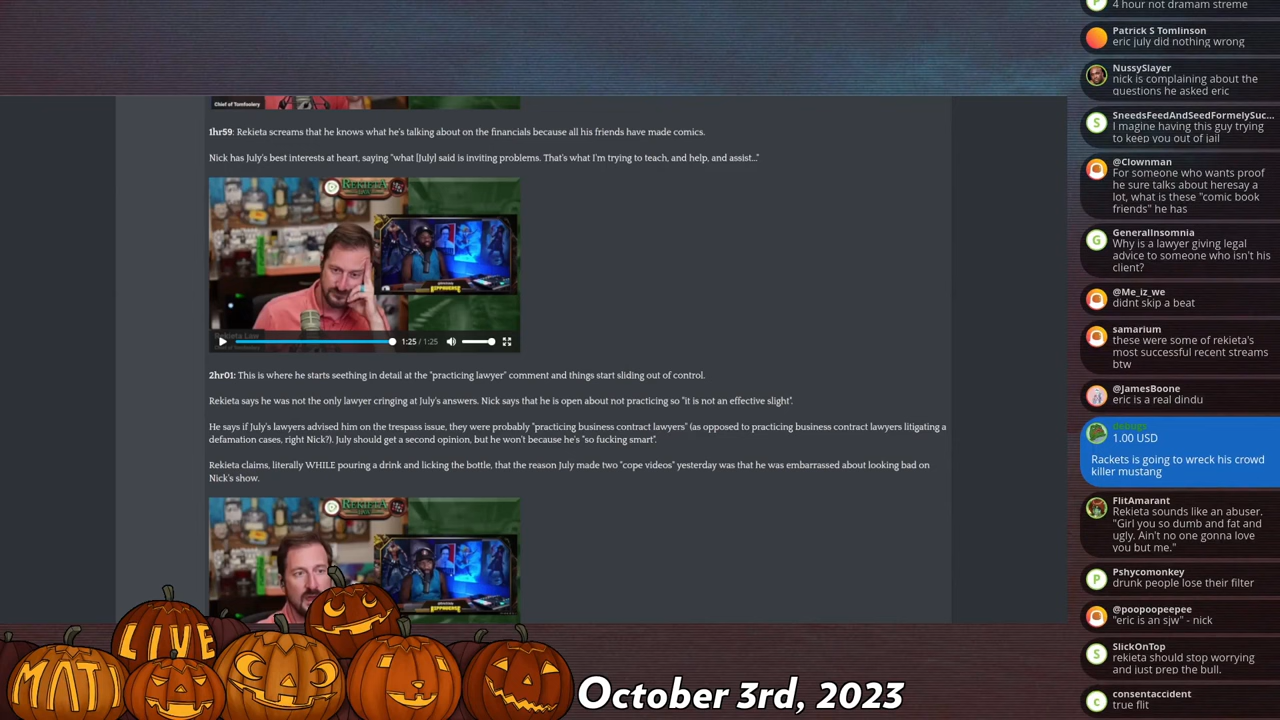 Chief of Tomfoolery
1hr59: Rekieta screams that he knows what he's talking about on the financials because all his friends have made comics.
Nick has July's best interests at heart, saying "what [July] said is inviting problems. That's what I'm trying to teach, and help, and assist..."
REKIETA
RIPPAVERSE
Rekieta Law
Chief of Tomfoolery
1:25 / 1:25
2hr01: This is where he starts seething in detail at the "practicing lawyer" comment and things start sliding out of control.
Rekieta says he was not the only lawyer cringing at July's answers. Nick says that he is open about not practicing so "it is not an effective slight".
He says if July's lawyers advised him on the trespass issue, they were probably "practicing business contract lawyers" (as opposed to practicing business contract lawyers litigating a
defamation cases, right Nick?). July should get a second opinion, but he won't because he's "so fucking smart".
Rekieta claims, literally WHILE pouring a drink and licking the bottle, that the reason July made two "cope videos" yesterday was that he was embarrassed about looking bad on
Nick's show.
REKIETA
RIPPAVERSE
LIVE
MATI
October 3rd, 2023
P
4 hour not dramam streme
Patrick S Tomlinson
eric july did nothing wrong
NussySlayer
nick is complaining about the
questions he asked eric
S
SneedsFeedAndSeedFormelySuc...
I magine having this guy trying
to keep you out of jail
@Clownman
For someone who wants proof
he sure talks about heresay a
lot, what is these "comic book
friends" he has
G
GeneralInsomnia
Why is a lawyer giving legal
advice to someone who isn't his
client?
@Me_iz_we
didnt skip a beat
samarium
these were some of rekieta's
most successful recent streams
btw
@JamesBoone
eric is a real dindu
1.00 USD
Rackets is going to wreck his crowd
killer mustang
FlitAmarant
Rekieta sounds like an abuser.
"Girl you so dumb and fat and
ugly. Ain't no one gonna love
you but me."
P
Pshycomonkey
drunk people lose their filter
@poopoopeepee
"eric is an sjw" - nick
S
SlickOnTop
rekieta should stop worrying
and just prep the bull.
c
consentaccident
true flit